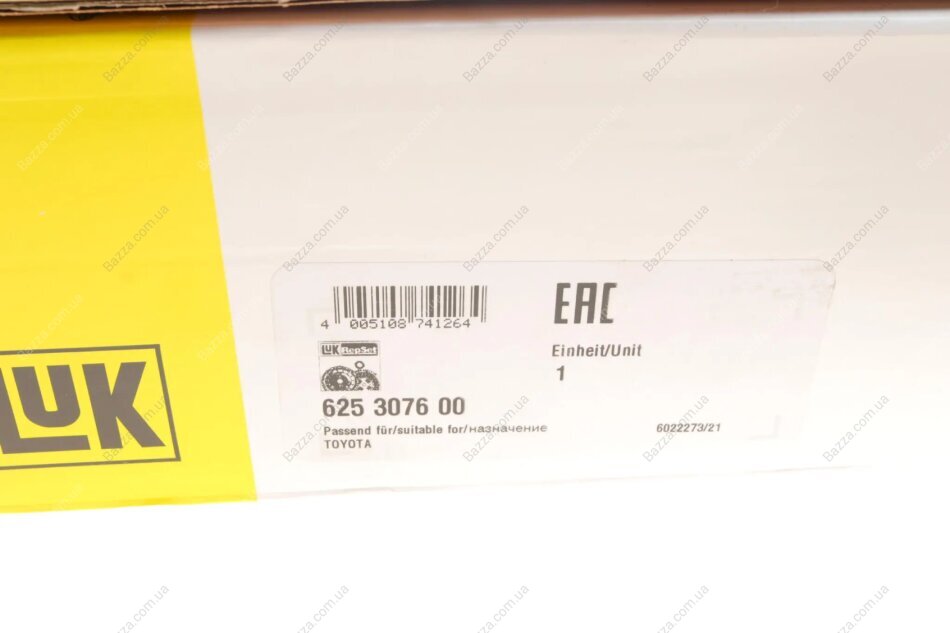 4 005108 741264
EAC
LUK RepSet
Einheit/Unit
1
625 3076 00
Passend für/suitable for/назначение
TOYOTA
6022273/21
LUK
Bazza.com.ua